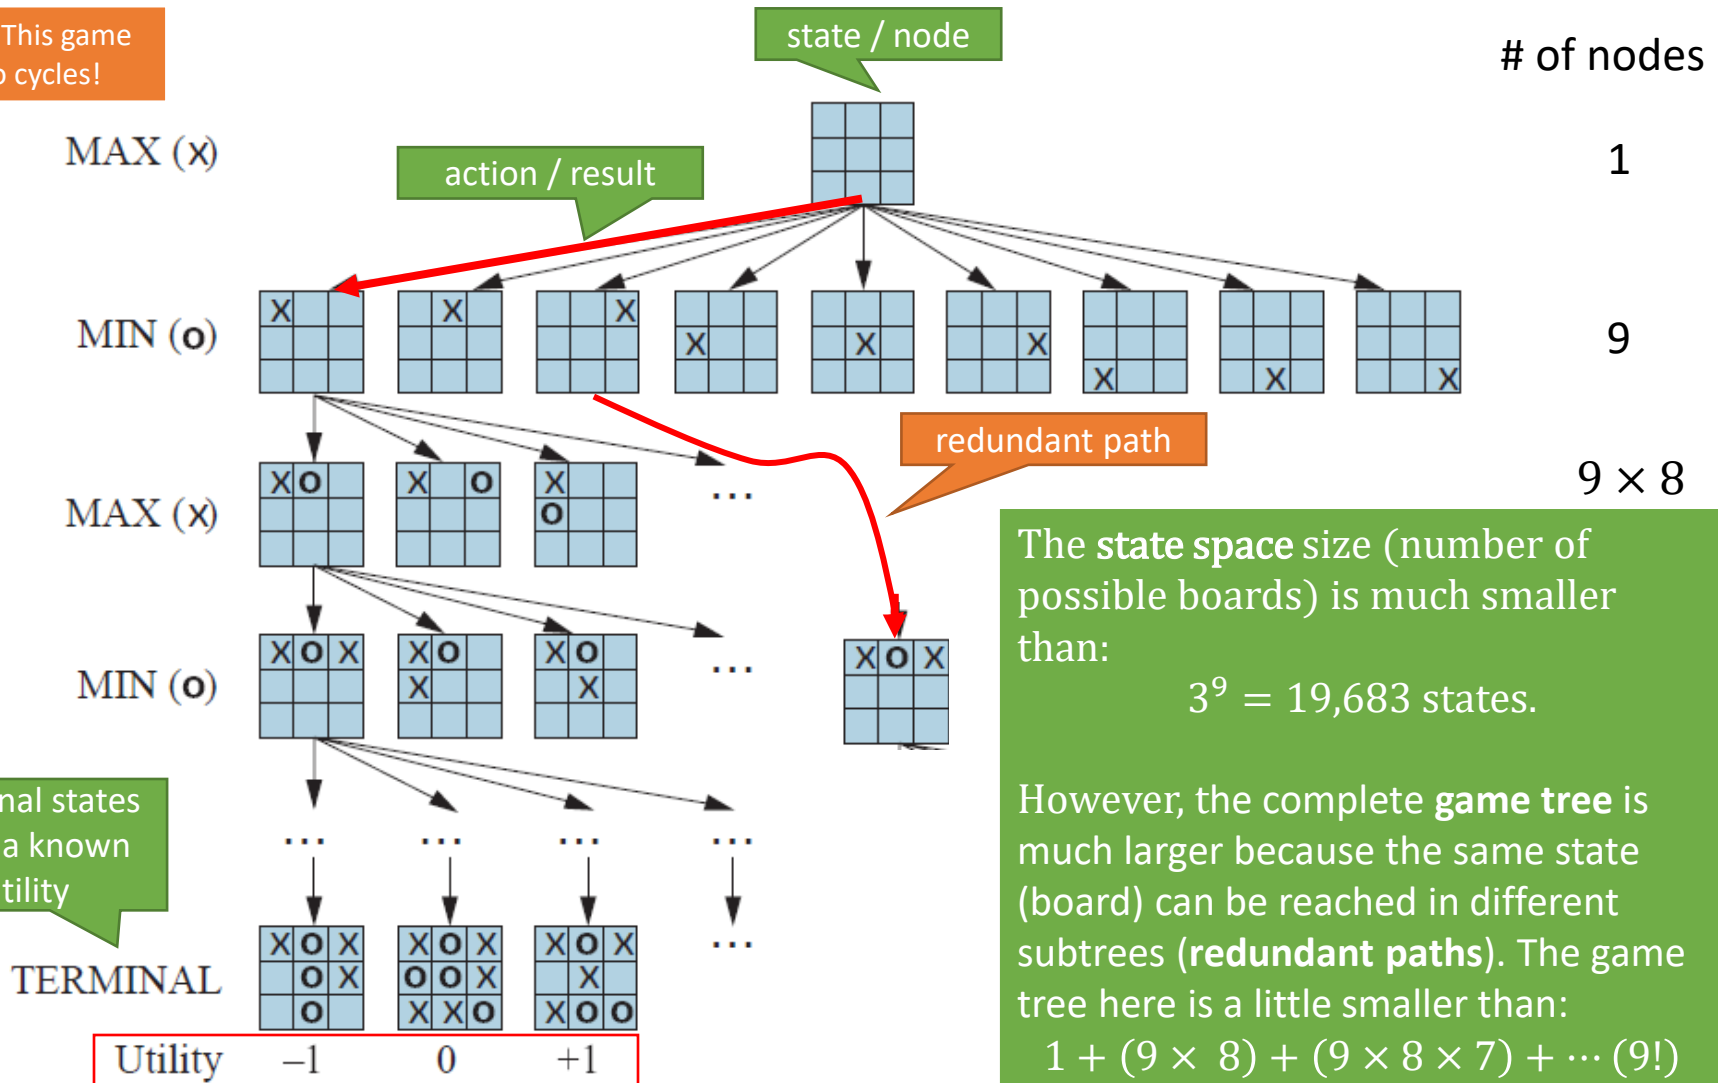 This game
cycles!
state / node
# of nodes
MAX (x)
action / result
1
X X X X X X X X X
MIN (o)
9
redundant path
X O X O X ...
O
MAX (x)
9 × 8
X O X X O X O ... X O X
X X
MIN (o)
The state space size (number of
possible boards) is much smaller
than:
3⁹ = 19,683 states.
However, the complete game tree is
much larger because the same state
(board) can be reached in different
subtrees (redundant paths). The game
tree here is a little smaller than:
1 + (9 × 8) + (9 × 8 × 7) + ⋯ (9!)
states
a known
... ... ... ...
X O X X O X X O X ...
O X O O X X
O X X O X O O
TERMINAL
Utility –1 0 +1